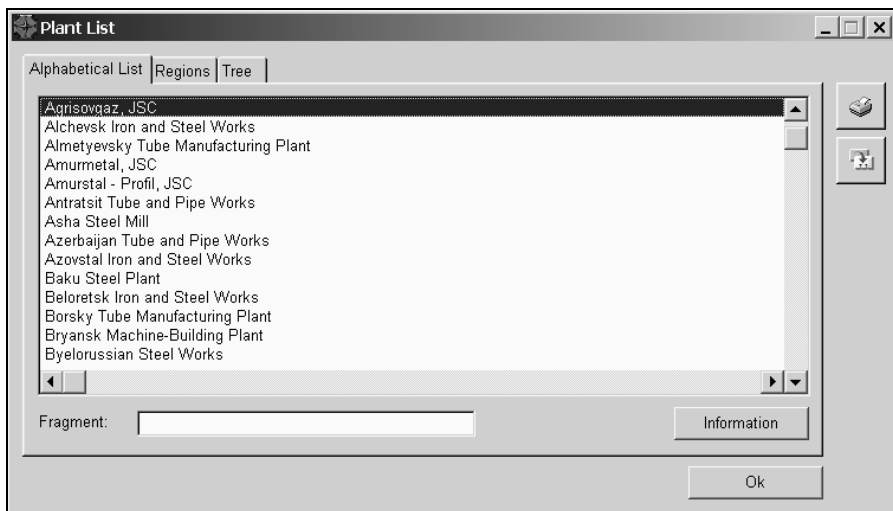 Plant List
Alphabetical List Regions Tree
Agrisovgaz, JSC
Alchevsk Iron and Steel Works
Almetyevsky Tube Manufacturing Plant
Amurmetal, JSC
Amurstal - Profil, JSC
Antratsit Tube and Pipe Works
Asha Steel Mill
Azerbaijan Tube and Pipe Works
Azovstal Iron and Steel Works
Baku Steel Plant
Beloretsk Iron and Steel Works
Borsky Tube Manufacturing Plant
Bryansk Machine-Building Plant
Byelorussian Steel Works
Fragment: Information
Ok